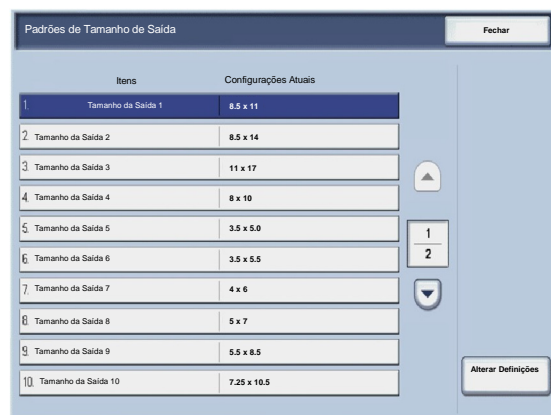 Padrões de Tamanho de Saída
Fechar
Itens Configurações Atuais
1. Tamanho da Saída 1 8.5 x 11
2. Tamanho da Saída 2 8.5 x 14
3. Tamanho da Saída 3 11 x 17
4. Tamanho da Saída 4 8 x 10
5. Tamanho da Saída 5 3.5 x 5.0
6. Tamanho da Saída 6 3.5 x 5.5
7. Tamanho da Saída 7 4 x 6
8. Tamanho da Saída 8 5 x 7
9. Tamanho da Saída 9 5.5 x 8.5
10. Tamanho da Saída 10 7.25 x 10.5
1
2
Alterar Definições